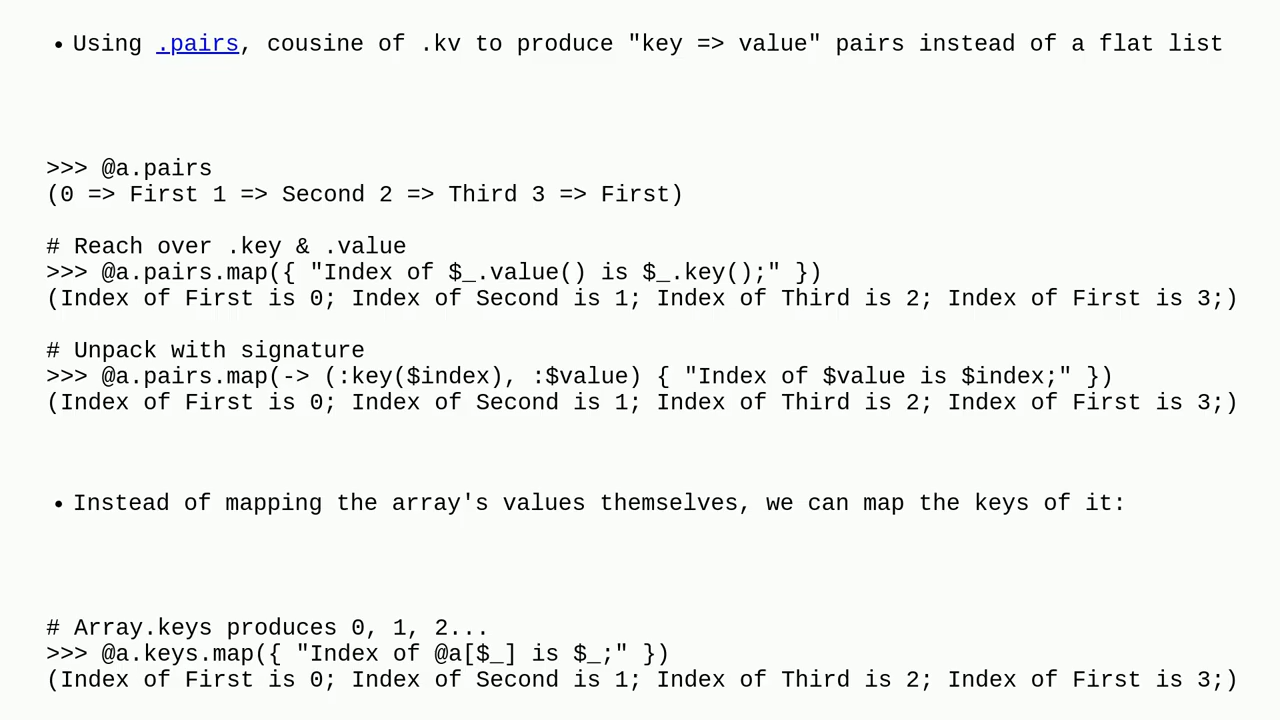 • Using .pairs, cousine of .kv to produce "key => value" pairs instead of a flat list
>>> @a.pairs
(0 => First 1 => Second 2 => Third 3 => First)
# Reach over .key & .value
>>> @a.pairs.map({ "Index of $_.value() is $_.key();" })
(Index of First is 0; Index of Second is 1; Index of Third is 2; Index of First is 3;)
# Unpack with signature
>>> @a.pairs.map(-> (:key($index), :$value) { "Index of $value is $index;" })
(Index of First is 0; Index of Second is 1; Index of Third is 2; Index of First is 3;)
• Instead of mapping the array's values themselves, we can map the keys of it:
# Array.keys produces 0, 1, 2...
>>> @a.keys.map({ "Index of @a[$_] is $_;" })
(Index of First is 0; Index of Second is 1; Index of Third is 2; Index of First is 3;)